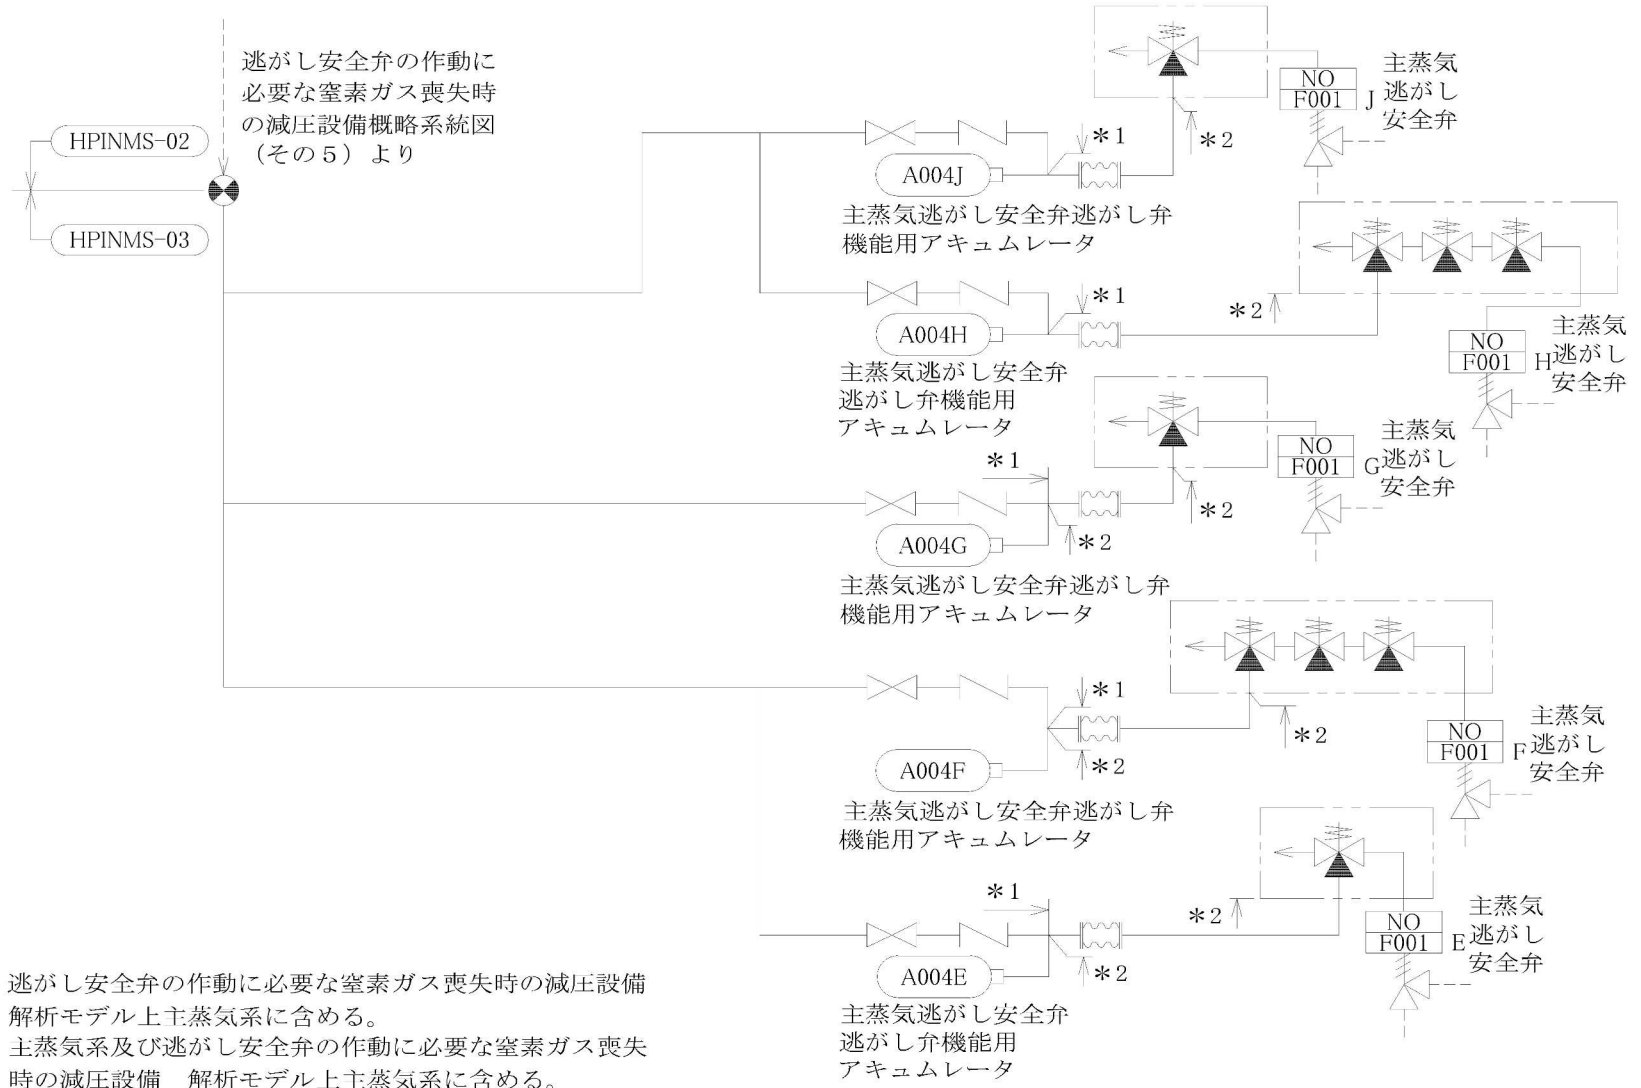 逃がし安全弁の作動に
必要な窒素ガス喪失時
の減圧設備概略系統図
（その５）より
HPINMS-02
HPINMS-03
NO
F001
J
主蒸気
逃がし
安全弁
＊1
＊2
A004J
主蒸気逃がし安全弁逃がし弁
機能用アキュムレータ
＊1
＊2
A004H
主蒸気逃がし安全弁
逃がし弁機能用
アキュムレータ
NO
F001
H
主蒸気
逃がし
安全弁
NO
F001
G
主蒸気
逃がし
安全弁
＊1
＊2
＊2
A004G
主蒸気逃がし安全弁逃がし弁
機能用アキュムレータ
＊1
＊2
＊2
A004F
主蒸気逃がし安全弁逃がし弁
機能用アキュムレータ
NO
F001
F
主蒸気
逃がし
安全弁
＊1
＊2
＊2
A004E
主蒸気逃がし安全弁
逃がし弁機能用
アキュムレータ
NO
F001
E
主蒸気
逃がし
安全弁
逃がし安全弁の作動に必要な窒素ガス喪失時の減圧設備
解析モデル上主蒸気系に含める。
主蒸気系及び逃がし安全弁の作動に必要な窒素ガス喪失
時の減圧設備　解析モデル上主蒸気系に含める。